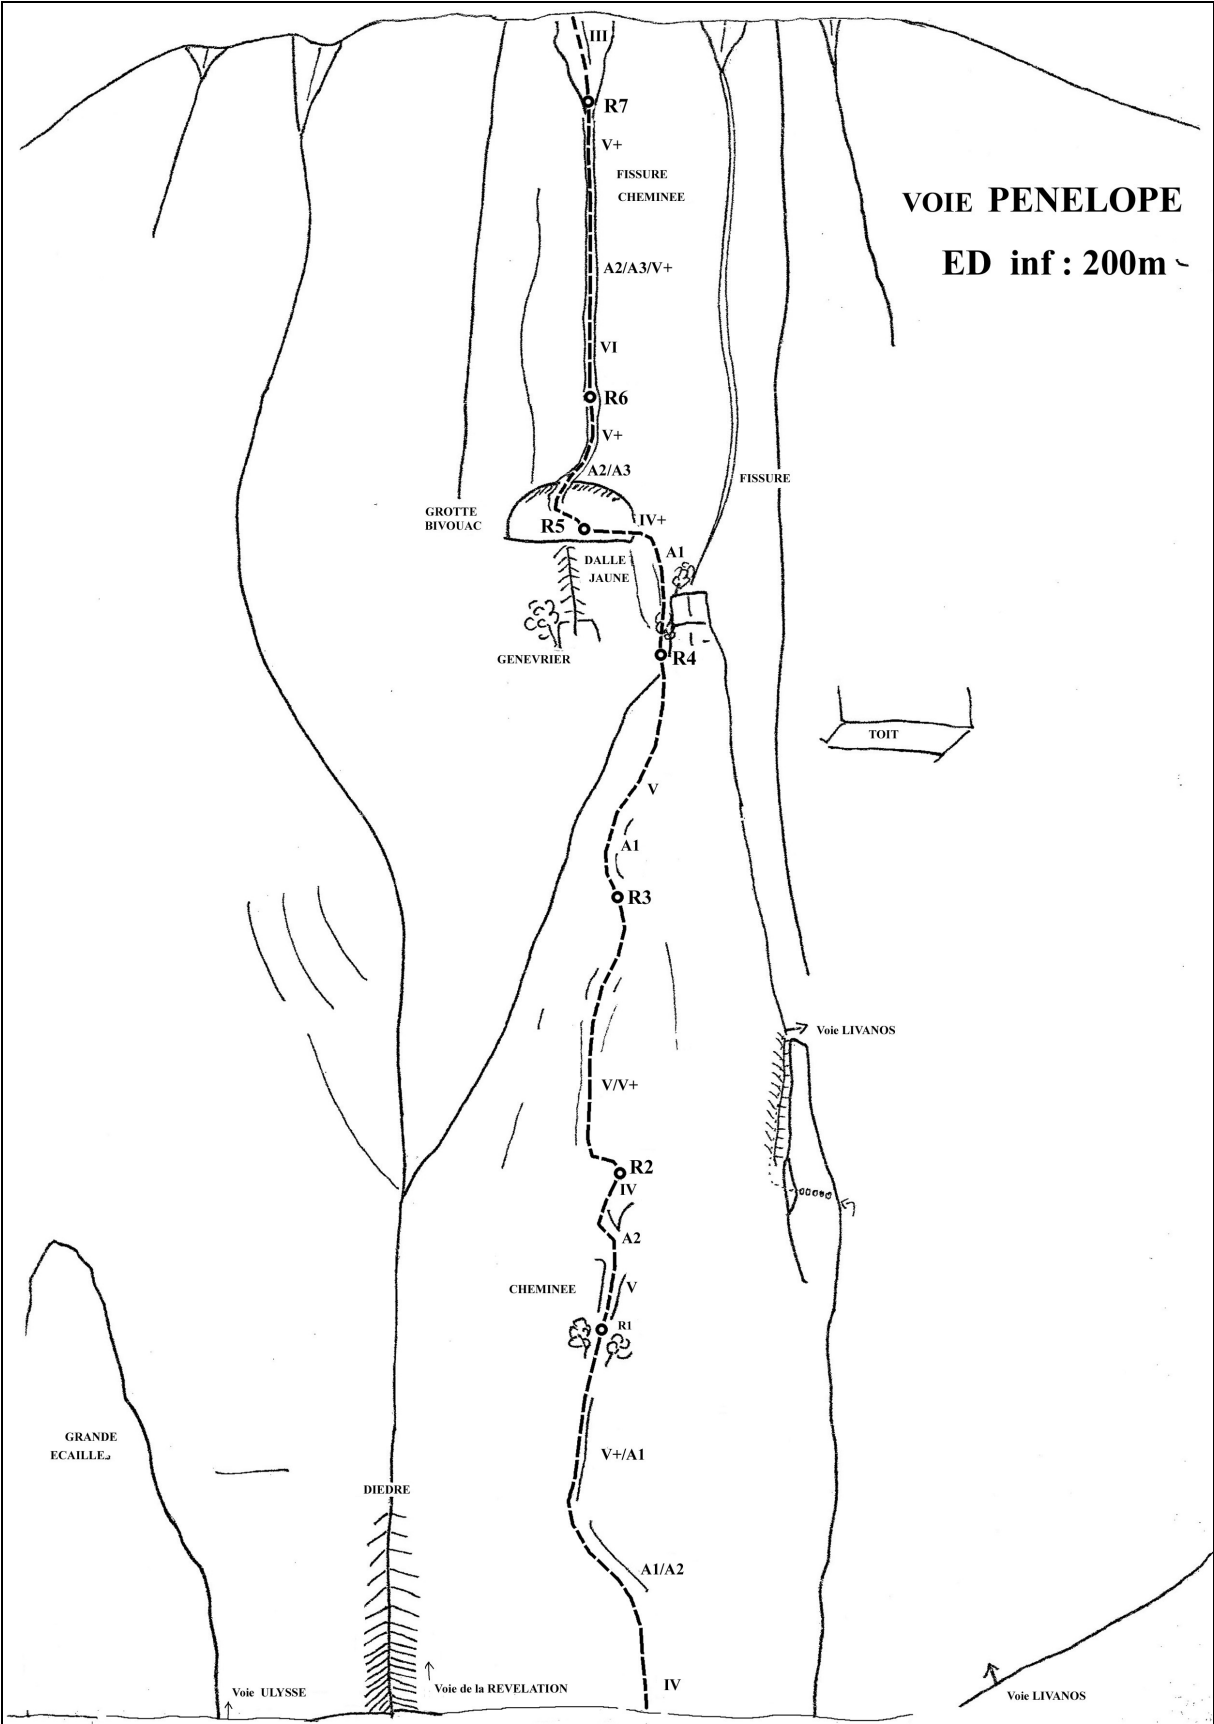 III
R7
V+
FISSURE
CHEMINEE
VOIE PENELOPE
ED inf : 200m
A2/A3/V+
VI
R6
V+
A2/A3
FISSURE
GROTTE
BIVOUAC
R5
IV+
A1
DALLE
JAUNE
GENEVRIER
R4
TOIT
V
A1
R3
Voie LIVANOS
V/V+
R2
IV
A2
CHEMINEE
V
R1
GRANDE
ECAILLE
V+/A1
DIEDRE
A1/A2
IV
Voie ULYSSE
Voie de la REVELATION
Voie LIVANOS